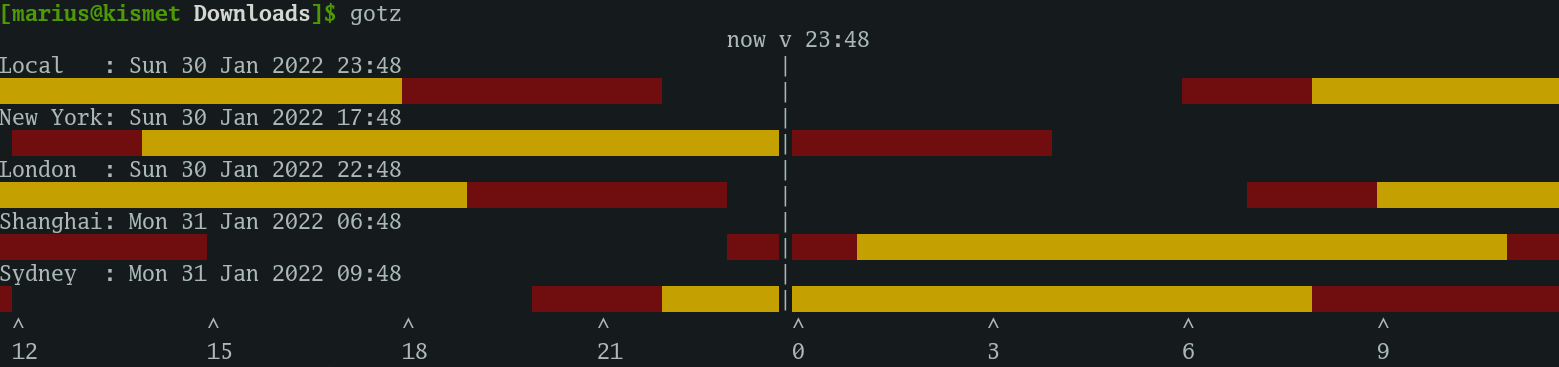 [marius@kismet Downloads]$ gotz
now v 23:48
Local   : Sun 30 Jan 2022 23:48
New York: Sun 30 Jan 2022 17:48
London  : Sun 30 Jan 2022 22:48
Shanghai: Mon 31 Jan 2022 06:48
Sydney  : Mon 31 Jan 2022 09:48
^ ^ ^ ^ ^ ^ ^ ^
12 15 18 21 0 3 6 9